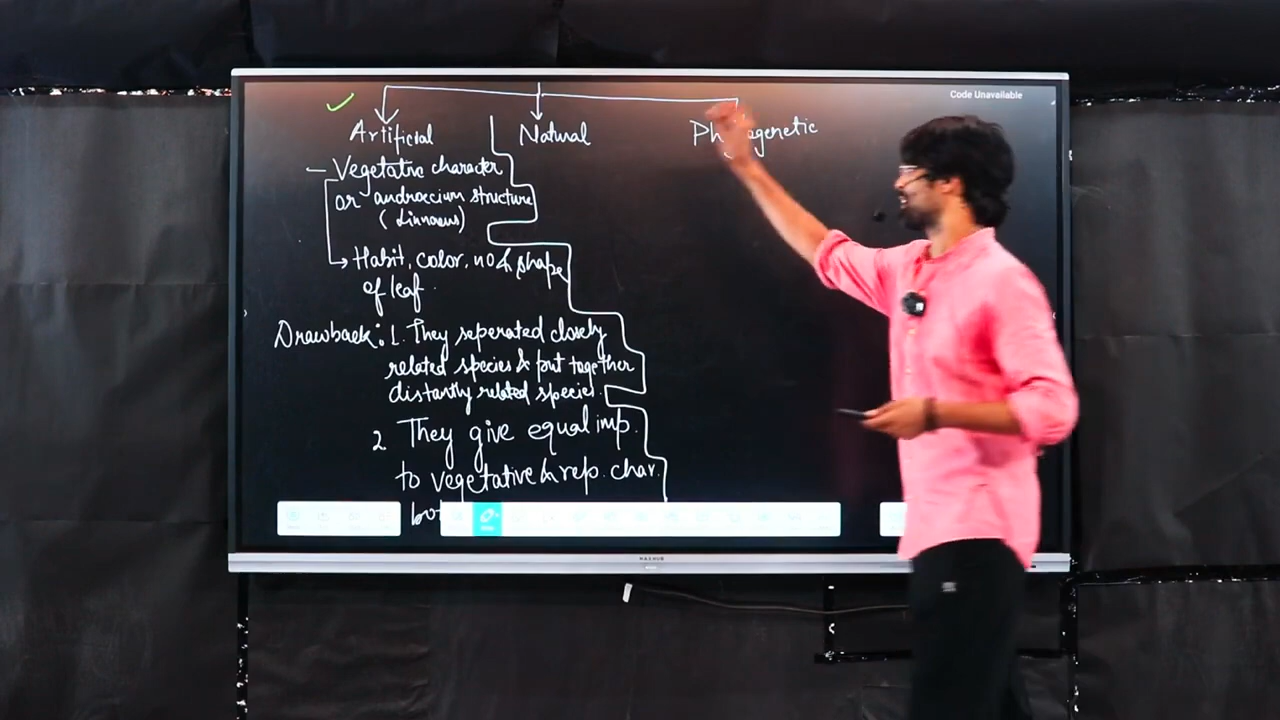 Code Unavailable
Artificial
Natural
Phylogenetic
- Vegetative character
or androecium structure
(Linnaeus)
→ Habit, color, no & shape
of leaf.
Drawback: 1. They seperated closely
related species & put together
distantly related species.
2. They give equal imp.
to vegetative & rep. char.
MAXHUB